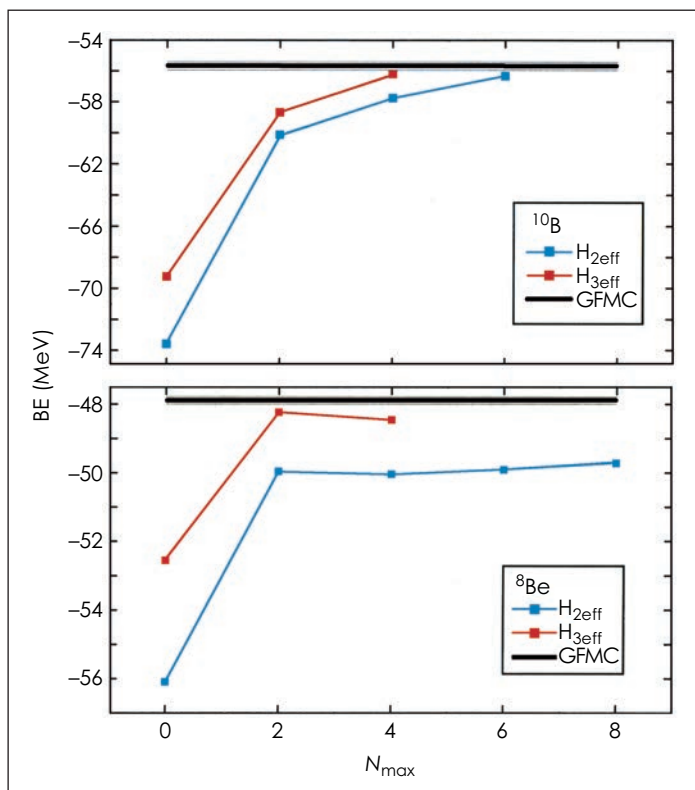 −54
−58
−62
−66
−70
−74
¹⁰B
H₂eff
H₃eff
GFMC
BE (MeV)
−48
−50
−52
−54
−56
⁸Be
H₂eff
H₃eff
GFMC
0 2 4 6 8
Nmax